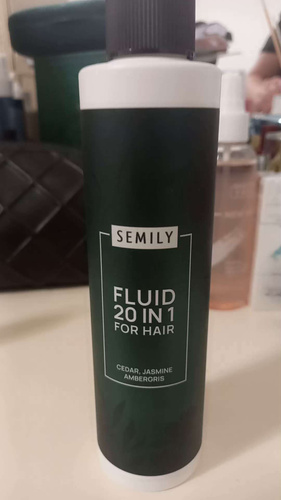 SEMILY
FLUID
20 IN 1
FOR HAIR
CEDAR, JASMINE
AMBERGRIS